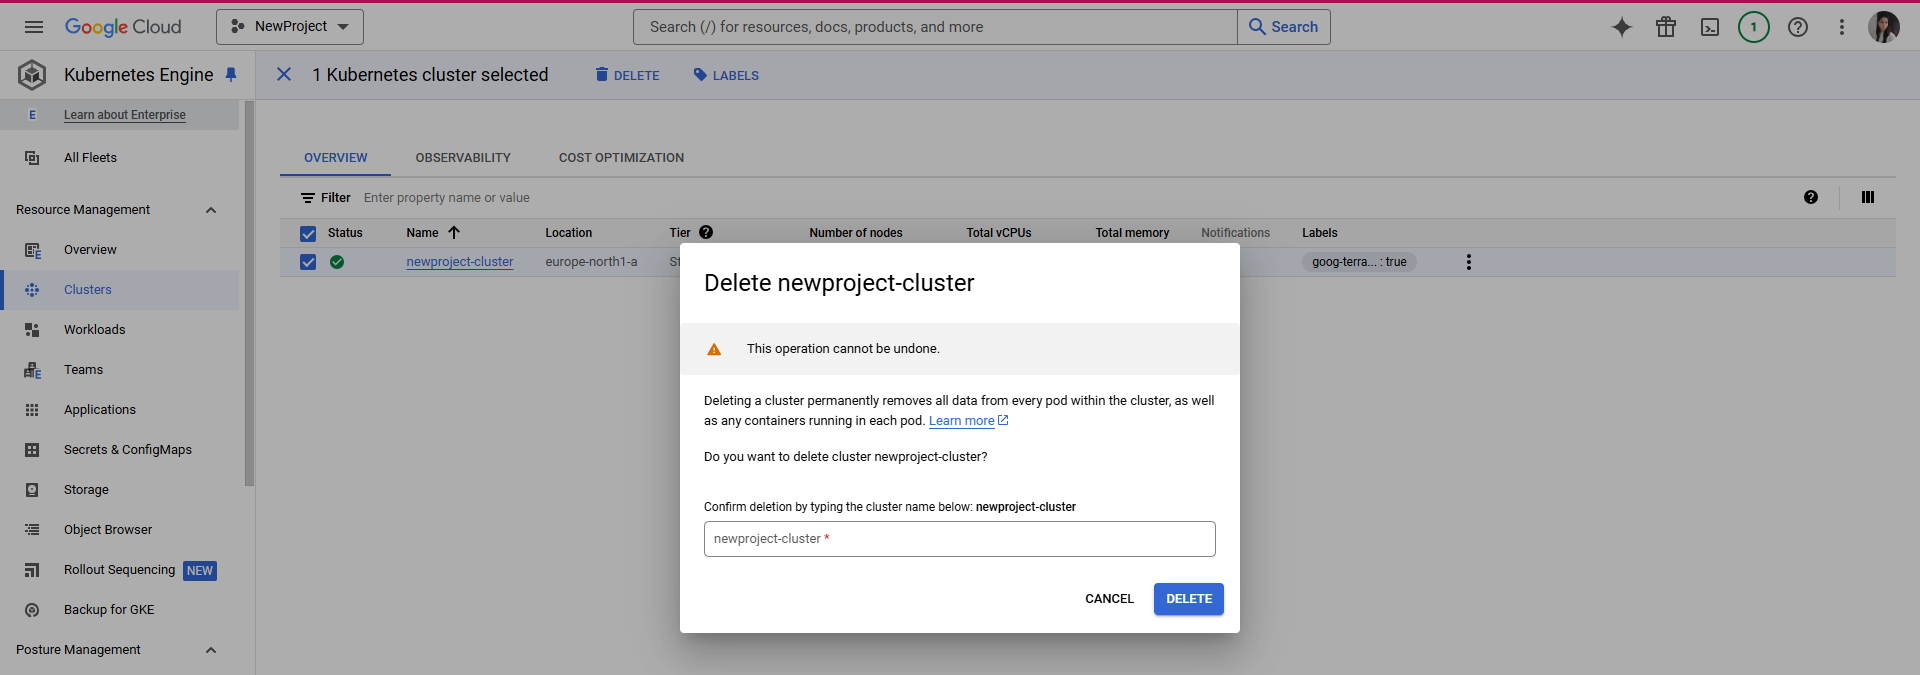 Google Cloud
NewProject
Search (/) for resources, docs, products, and more
Search
1
Kubernetes Engine
1 Kubernetes cluster selected
DELETE
LABELS
E
Learn about Enterprise
All Fleets
Resource Management
Overview
Clusters
Workloads
Teams
Applications
Secrets & ConfigMaps
Storage
Object Browser
Rollout Sequencing NEW
Backup for GKE
Posture Management
OVERVIEW
OBSERVABILITY
COST OPTIMIZATION
Filter Enter property name or value
Status Name Location Tier Number of nodes Total vCPUs Total memory Notifications Labels
newproject-cluster europe-north1-a goog-terra... : true
Delete newproject-cluster
This operation cannot be undone.
Deleting a cluster permanently removes all data from every pod within the cluster, as well
as any containers running in each pod. Learn more
Do you want to delete cluster newproject-cluster?
Confirm deletion by typing the cluster name below: newproject-cluster
newproject-cluster *
CANCEL
DELETE